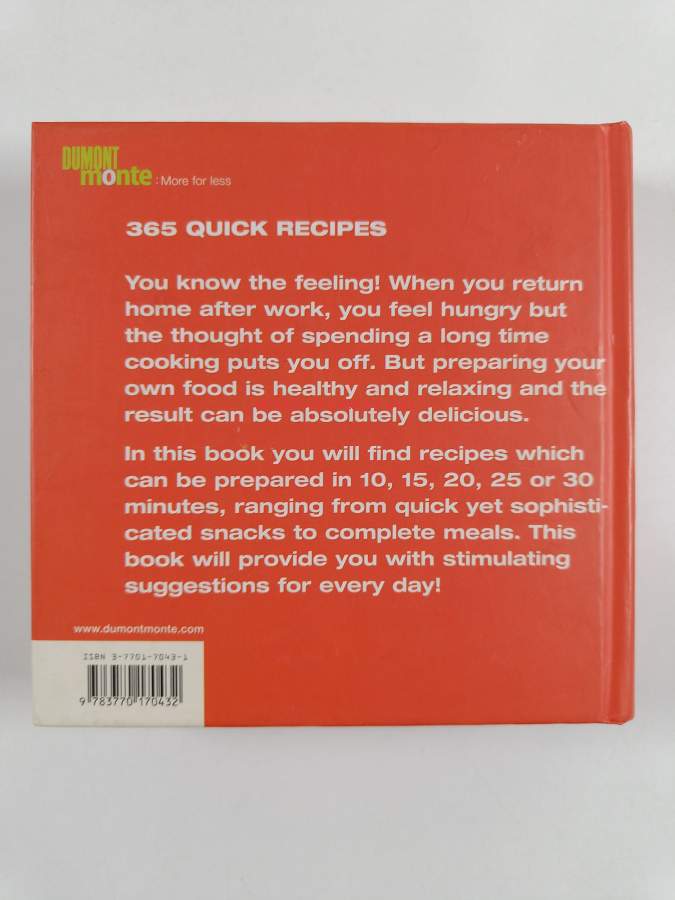 DUMONT
monte : More for less
365 QUICK RECIPES
You know the feeling! When you return
home after work, you feel hungry but
the thought of spending a long time
cooking puts you off. But preparing your
own food is healthy and relaxing and the
result can be absolutely delicious.
In this book you will find recipes which
can be prepared in 10, 15, 20, 25 or 30
minutes, ranging from quick yet sophisti-
cated snacks to complete meals. This
book will provide you with stimulating
suggestions for every day!
www.dumontmonte.com
ISBN 3-7701-7043-1
9 783770 170432